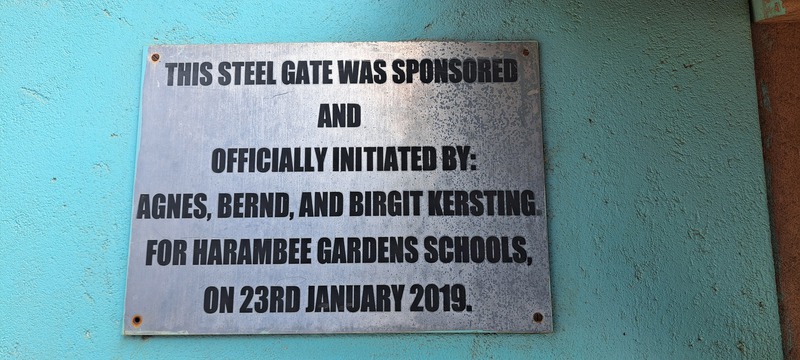 THIS STEEL GATE WAS SPONSORED
AND
OFFICIALLY INITIATED BY:
AGNES, BERND, AND BIRGIT KERSTING.
FOR HARAMBEE GARDENS SCHOOLS,
ON 23RD JANUARY 2019.